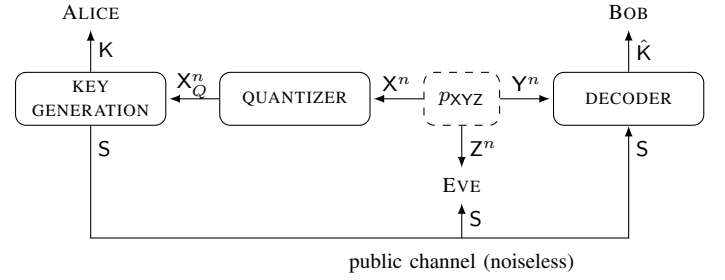 ALICE
BOB
K
K̂
KEY
GENERATION
X_Q^n
QUANTIZER
X^n
p_XYZ
Y^n
DECODER
S
Z^n
S
EVE
S
public channel (noiseless)